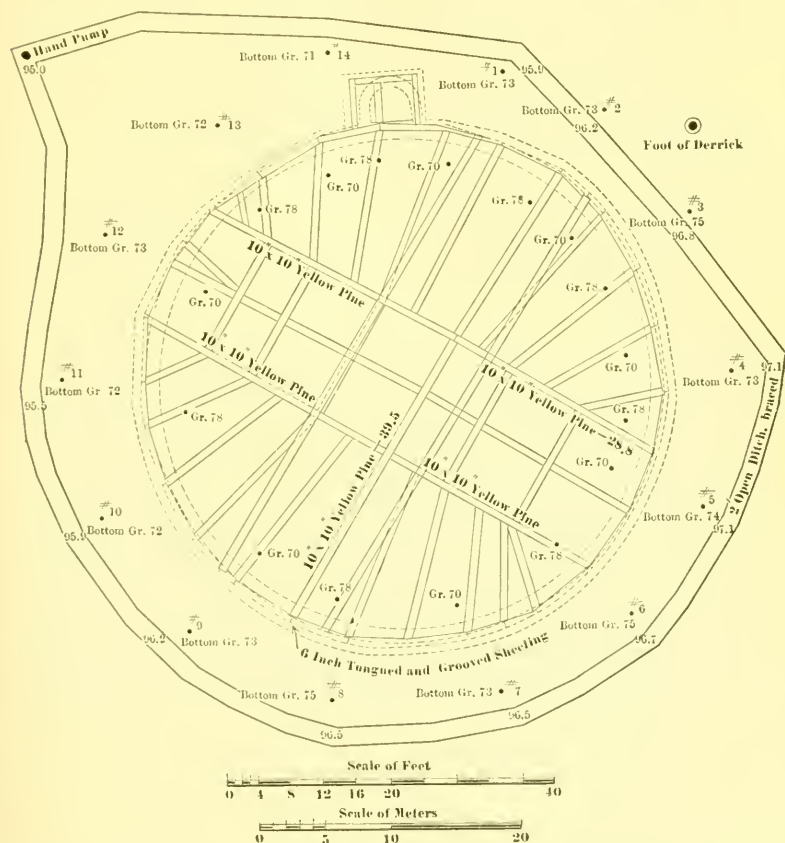 Hand Pump
95.0
Bottom Gr. 71
#14
#1
Bottom Gr. 73
95.9
Bottom Gr. 73
#2
96.2
Foot of Derrick
Bottom Gr. 72
#13
Gr. 78
Gr. 70
Gr. 70
Gr. 78
Gr. 78
#3
Bottom Gr. 75
96.8
#12
Bottom Gr. 73
10" x 10" Yellow Pine
Gr. 70
Gr. 70
Gr. 78
10" x 10" Yellow Pine
Gr. 70
#11
Bottom Gr 72
95.5
#4
Bottom Gr. 73
97.1
10" x 10" Yellow Pine – 28.8
Gr. 78
Gr. 78
Gr. 70
10" x 10" Yellow Pine – 39.5
10" x 10" Yellow Pine
2' Open Ditch, braced
#10
Bottom Gr. 72
95.9
#5
Bottom Gr. 74
97.1
Gr. 70
Gr. 78
Gr. 78
Gr. 70
#9
Bottom Gr. 73
96.2
#6
Bottom Gr. 75
96.7
6 Inch Tongued and Grooved Sheeting
Bottom Gr. 75
#8
Bottom Gr. 73
#7
96.5
96.5
Scale of Feet
0 4 8 12 16 20 40
Scale of Meters
0 5 10 20